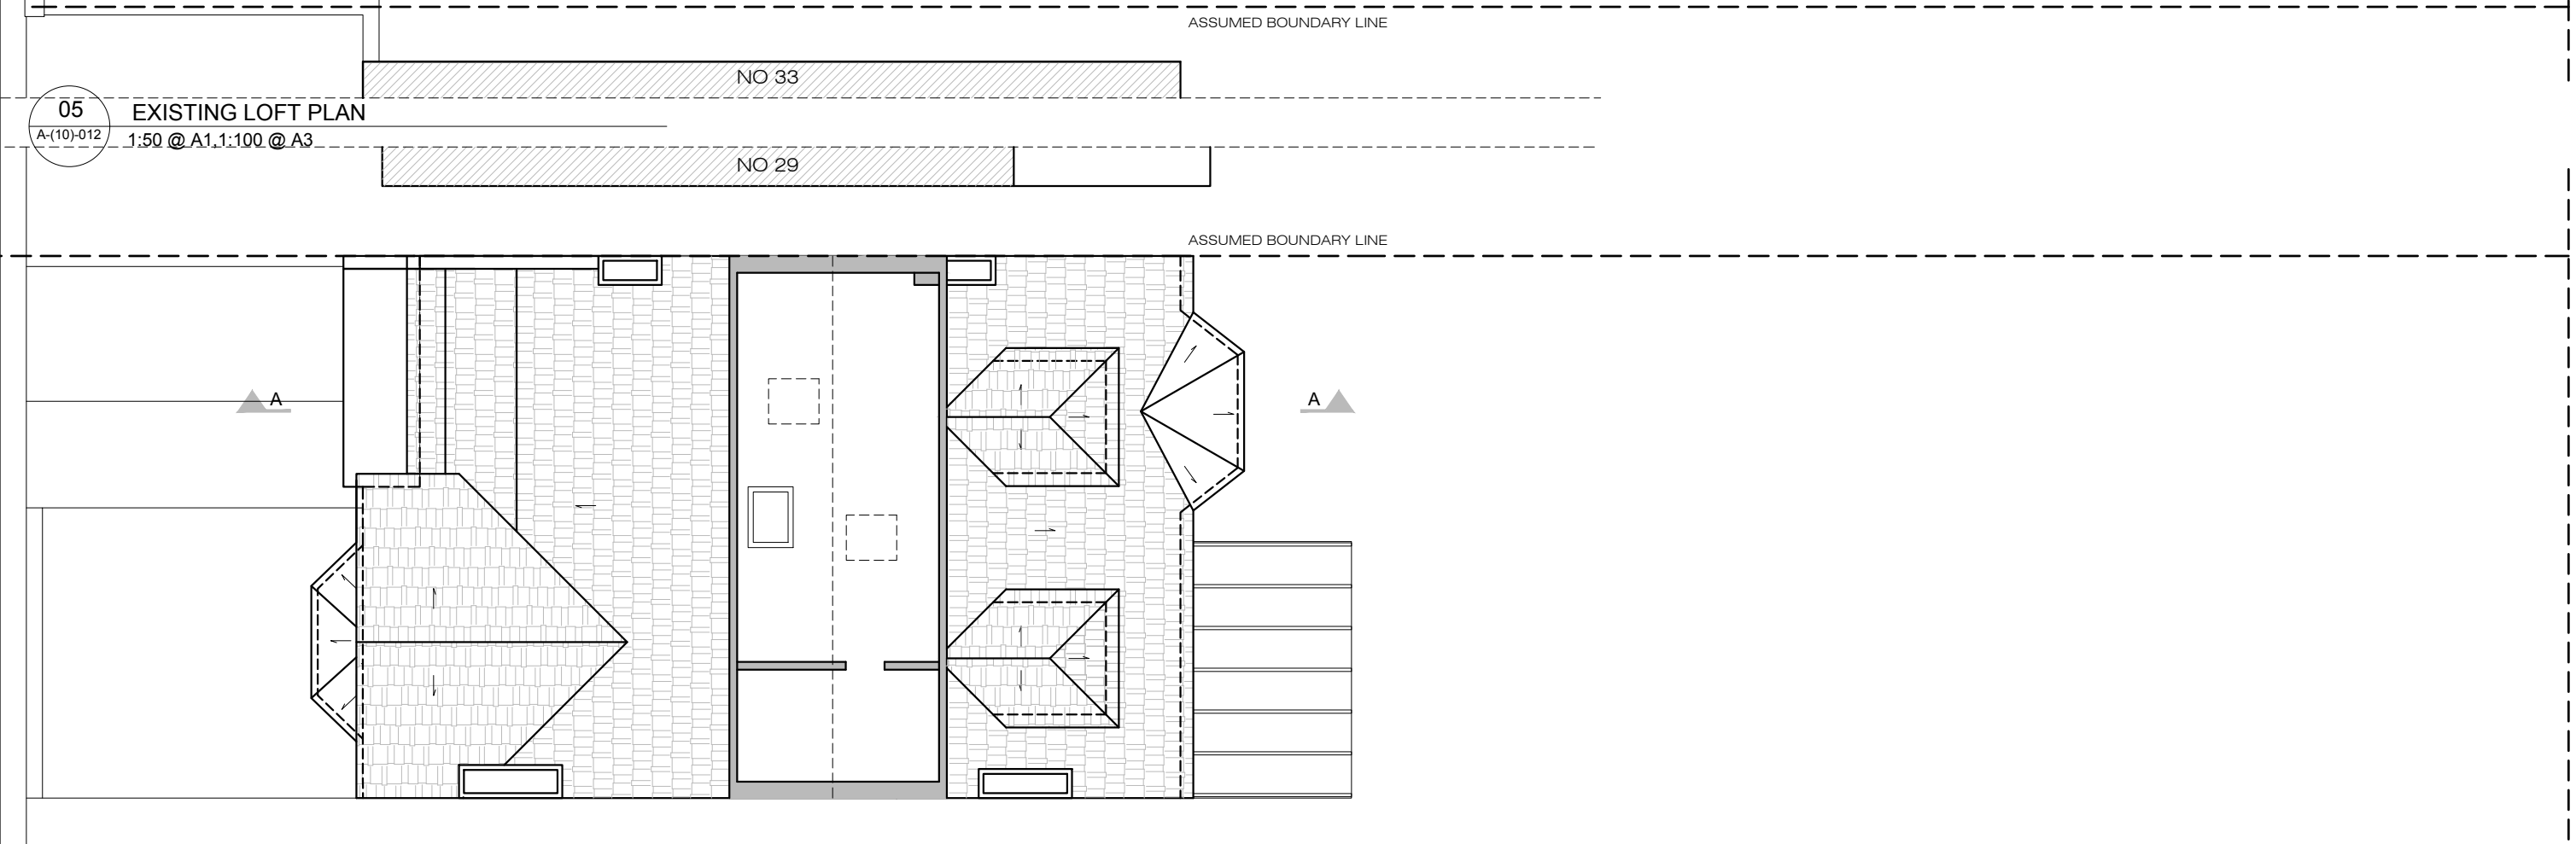 ASSUMED BOUNDARY LINE
NO 33
05
A-(10)-012
EXISTING LOFT PLAN
1:50 @ A1,1:100 @ A3
NO 29
ASSUMED BOUNDARY LINE
A
A